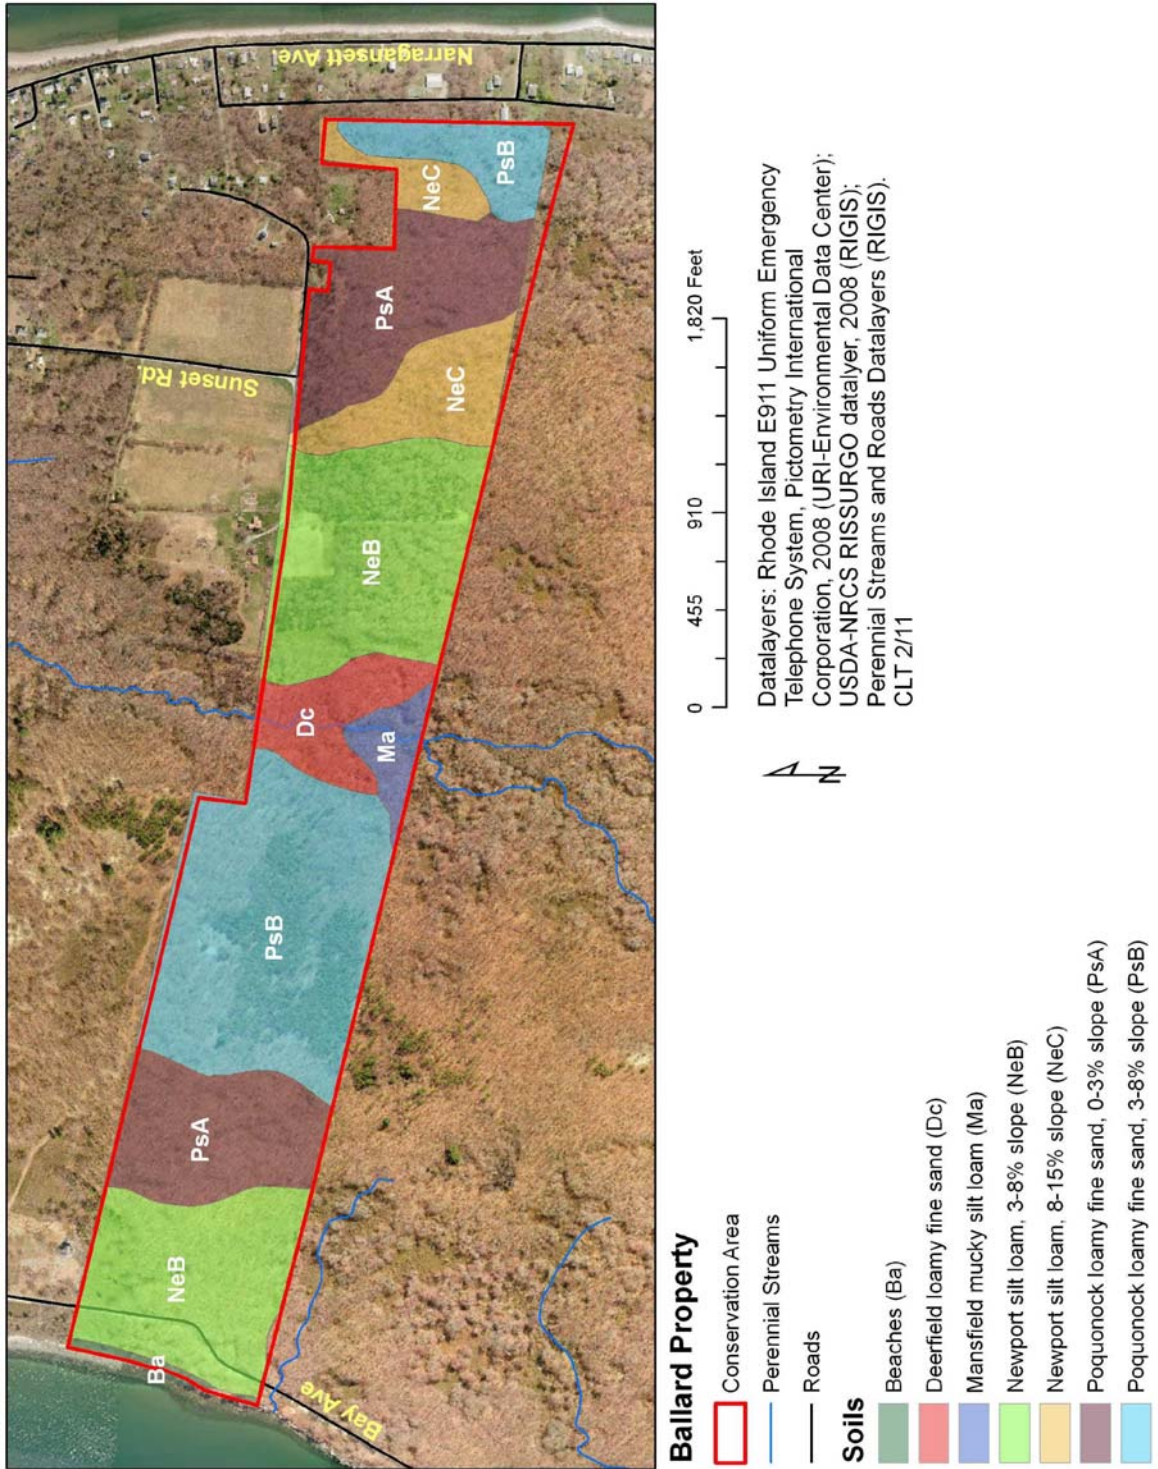 Narragansett Ave.
Sunset Rd.
Bay Ave
Ba
NeB
PsA
PsB
Dc
Ma
NeB
NeC
PsA
NeC
PsB
Ballard Property
Conservation Area
Perennial Streams
Roads
Soils
Beaches (Ba)
Deerfield loamy fine sand (Dc)
Mansfield mucky silt loam (Ma)
Newport silt loam, 3-8% slope (NeB)
Newport silt loam, 8-15% slope (NeC)
Poquonock loamy fine sand, 0-3% slope (PsA)
Poquonock loamy fine sand, 3-8% slope (PsB)
N
0 455 910 1,820 Feet
Datalayers: Rhode Island E911 Uniform Emergency
Telephone System, Pictometry International
Corporation, 2008 (URI-Environmental Data Center);
USDA-NRCS RISSURGO datalyer, 2008 (RIGIS);
Perennial Streams and Roads Datalayers (RIGIS).
CLT 2/11